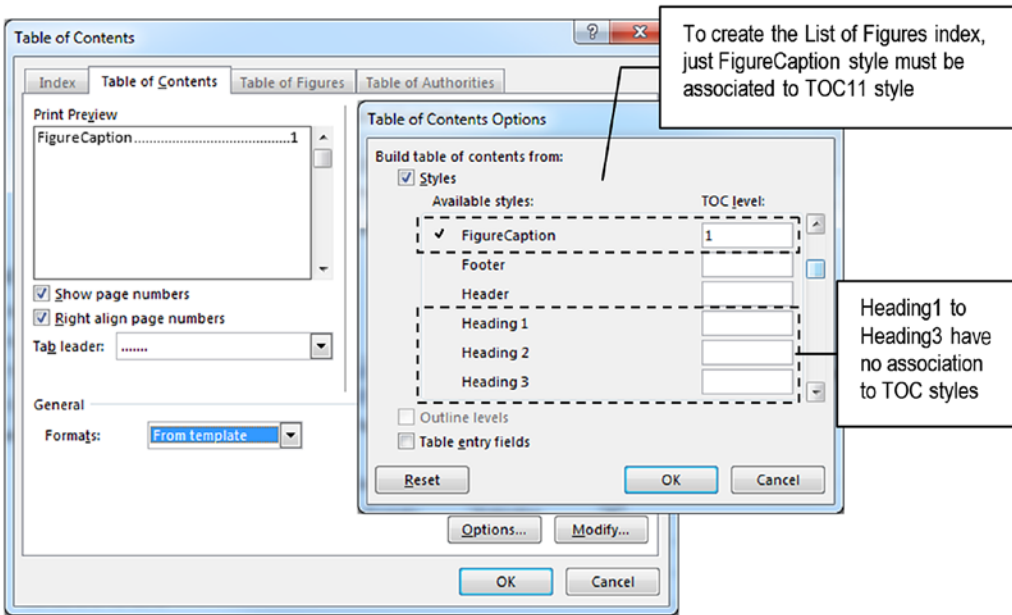 Table of Contents
Index
Table of Contents
Table of Figures
Table of Authorities
Print Preview
FigureCaption.............................................1
Show page numbers
Right align page numbers
Tab leader:
.......
General
Formats:
From template
Options...
Modify...
OK
Cancel
Table of Contents Options
Build table of contents from:
Styles
Available styles:
TOC level:
FigureCaption
1
Footer
Header
Heading 1
Heading 2
Heading 3
Outline levels
Table entry fields
Reset
OK
Cancel
To create the List of Figures index,
just FigureCaption style must be
associated to TOC11 style
Heading1 to
Heading3 have
no association
to TOC styles